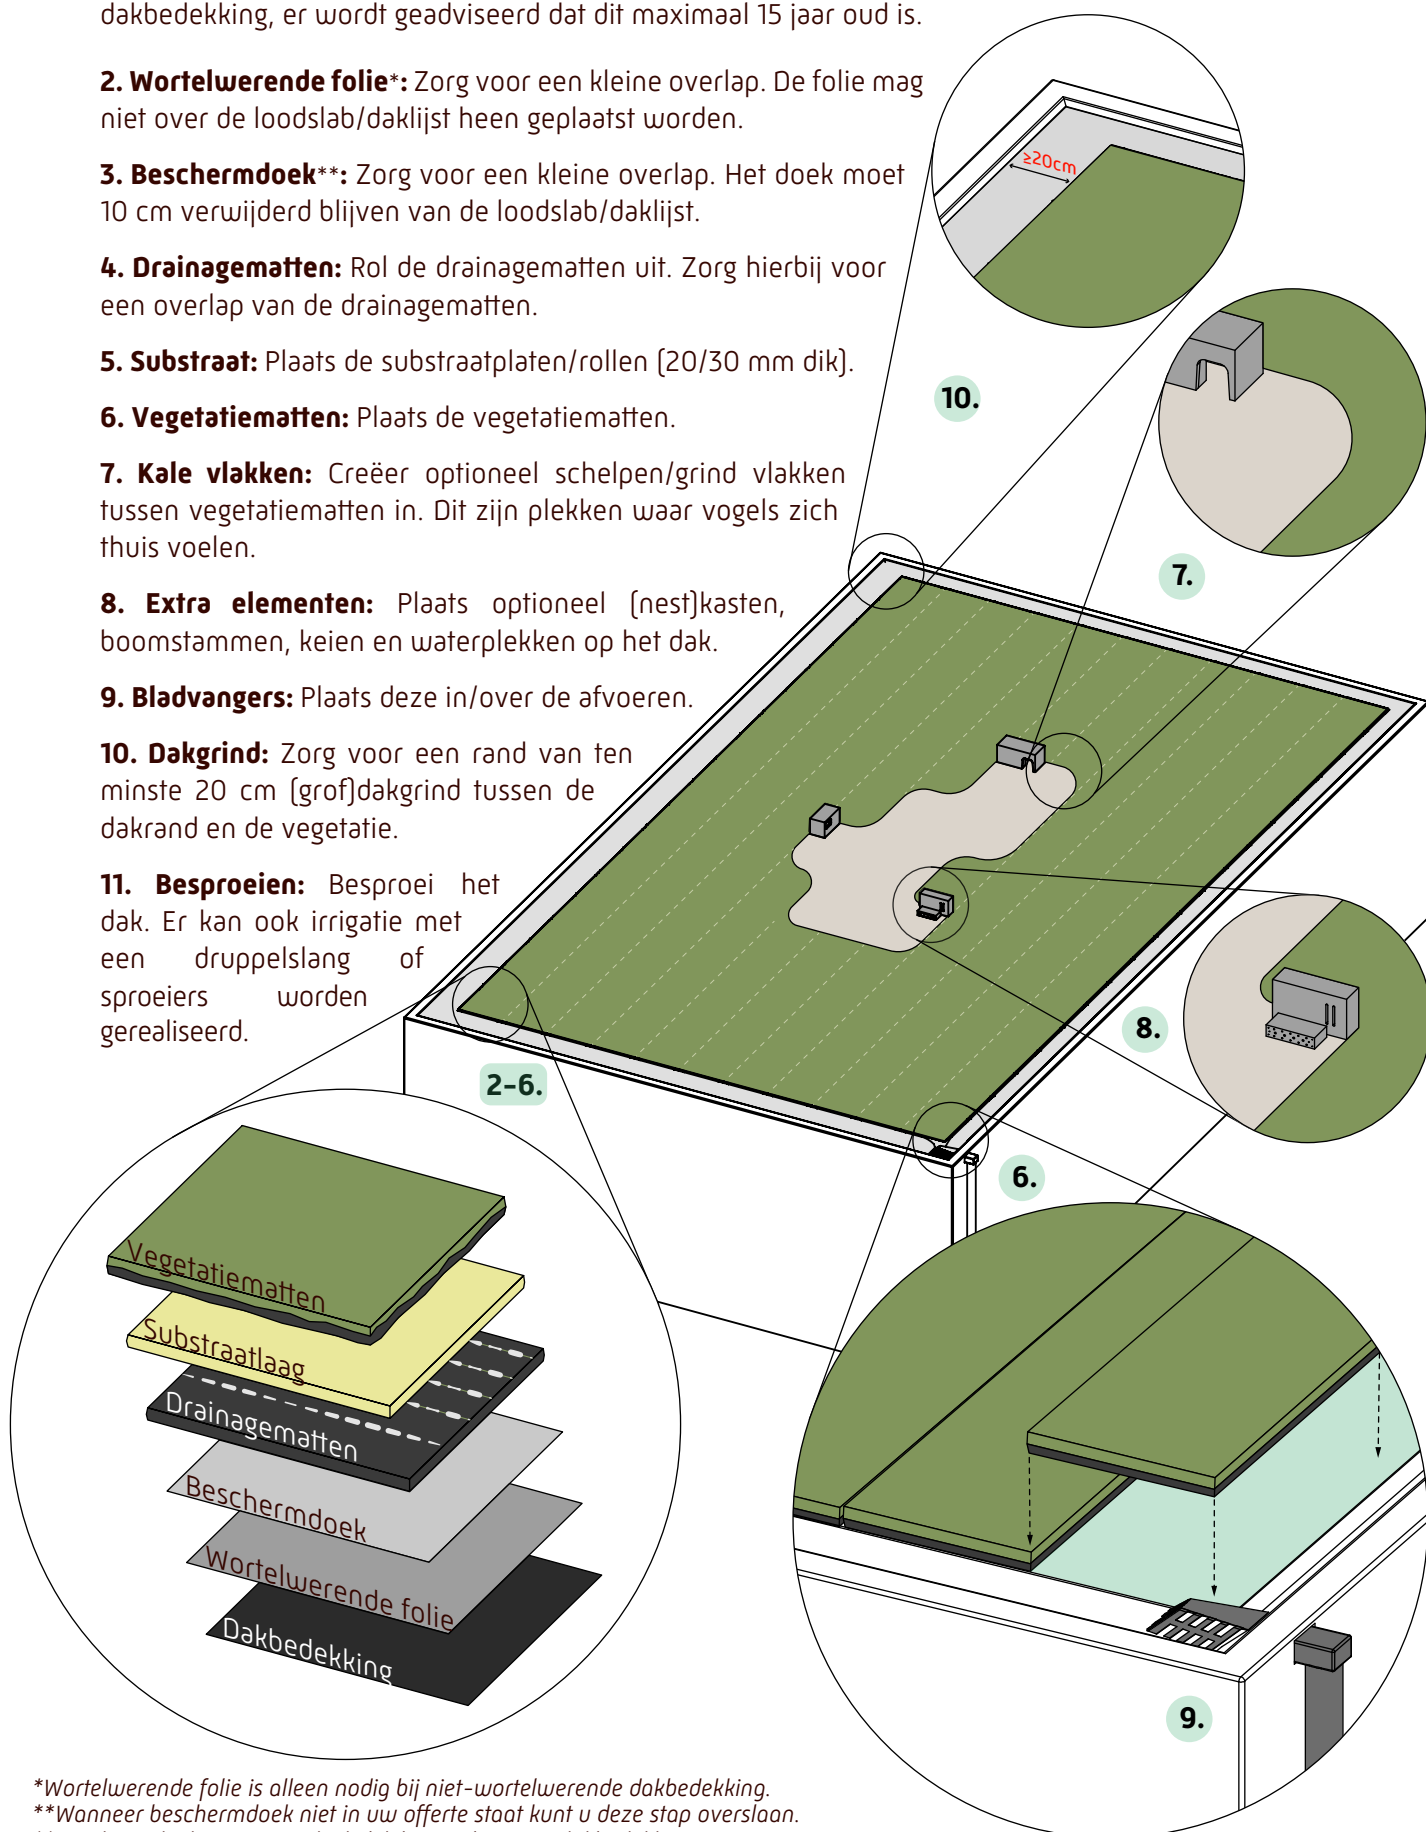 dakbedekking, er wordt geadviseerd dat dit maximaal 15 jaar oud is.
2. Wortelwerende folie*: Zorg voor een kleine overlap. De folie mag
niet over de loodslab/daklijst heen geplaatst worden.
3. Beschermdoek**: Zorg voor een kleine overlap. Het doek moet
10 cm verwijderd blijven van de loodslab/daklijst.
4. Drainagematten: Rol de drainagematten uit. Zorg hierbij voor
een overlap van de drainagematten.
5. Substraat: Plaats de substraatplaten/rollen (20/30 mm dik).
6. Vegetatiematten: Plaats de vegetatiematten.
7. Kale vlakken: Creëer optioneel schelpen/grind vlakken
tussen vegetatiematten in. Dit zijn plekken waar vogels zich
thuis voelen.
8. Extra elementen: Plaats optioneel (nest)kasten,
boomstammen, keien en waterplekken op het dak.
9. Bladvangers: Plaats deze in/over de afvoeren.
10. Dakgrind: Zorg voor een rand van ten
minste 20 cm (grof)dakgrind tussen de
dakrand en de vegetatie.
11. Besproeien: Besproei het
dak. Er kan ook irrigatie met
een druppelslang of
sproeiers worden
gerealiseerd.
≥20cm
10.
7.
8.
2-6.
6.
9.
Vegetatiematten
Substraatlaag
Drainagematten
Beschermdoek
Wortelwerende folie
Dakbedekking
*Wortelwerende folie is alleen nodig bij niet-wortelwerende dakbedekking.
**Wanneer beschermdoek niet in uw offerte staat kunt u deze stap overslaan.